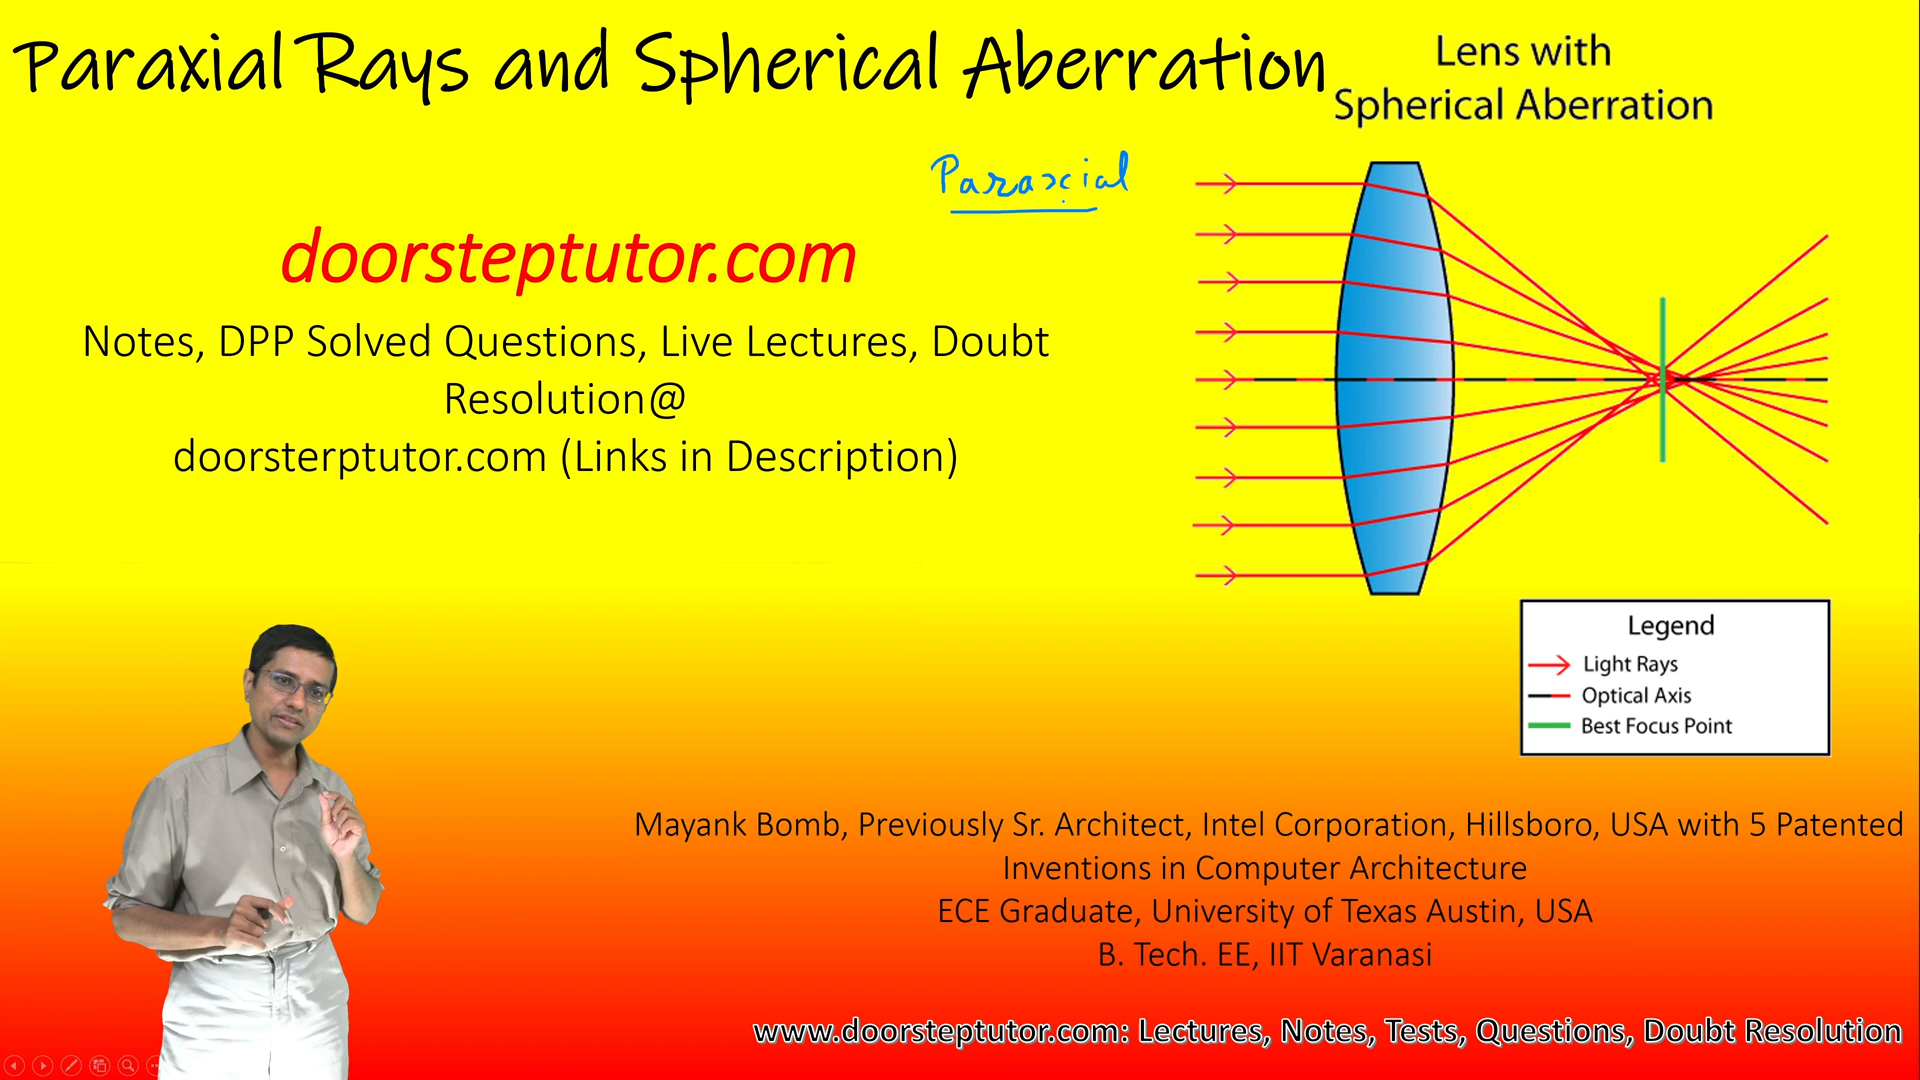 Paraxial Rays and Spherical Aberration
Lens with
Spherical Aberration
Paraxial
doorsteptutor.com
Notes, DPP Solved Questions, Live Lectures, Doubt
Resolution@
doorsterptutor.com (Links in Description)
Legend
Light Rays
Optical Axis
Best Focus Point
Mayank Bomb, Previously Sr. Architect, Intel Corporation, Hillsboro, USA with 5 Patented
Inventions in Computer Architecture
ECE Graduate, University of Texas Austin, USA
B. Tech. EE, IIT Varanasi
www.doorsteptutor.com: Lectures, Notes, Tests, Questions, Doubt Resolution